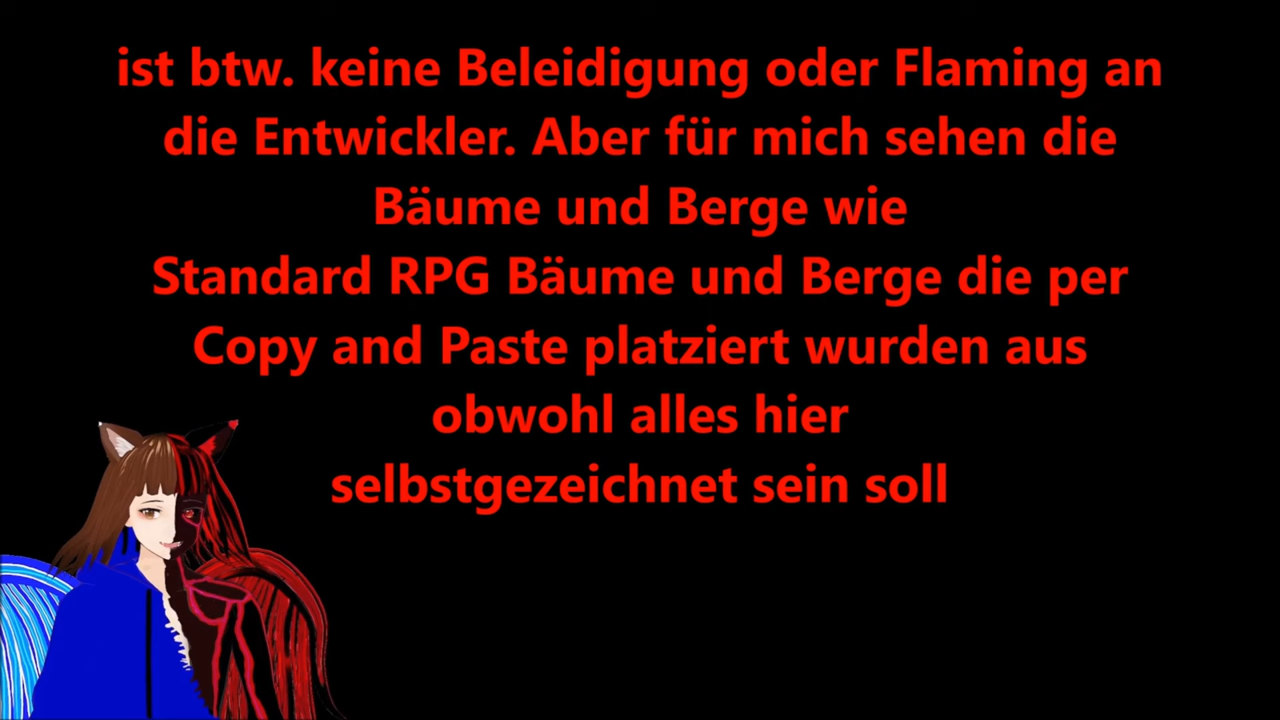 ist btw. keine Beleidigung oder Flaming an
die Entwickler. Aber für mich sehen die
Bäume und Berge wie
Standard RPG Bäume und Berge die per
Copy and Paste platziert wurden aus
obwohl alles hier
selbstgezeichnet sein soll